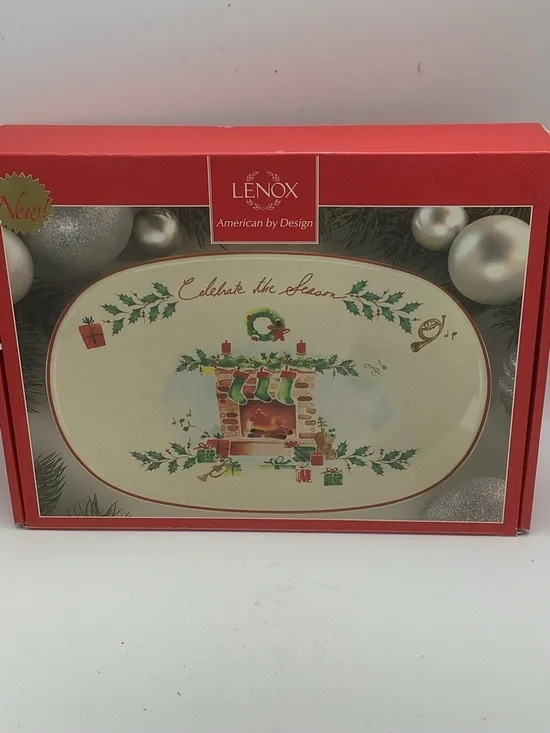 LENOX
American by Design
New!
Celebrate the Season